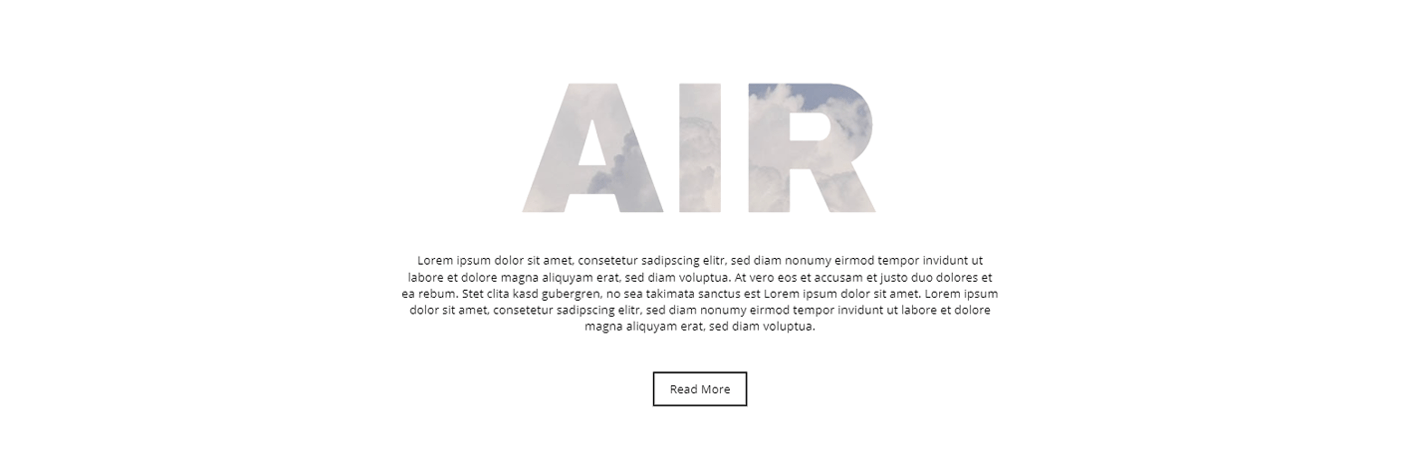 AIR
Lorem ipsum dolor sit amet, consetetur sadipscing elitr, sed diam nonumy eirmod tempor invidunt ut
labore et dolore magna aliquyam erat, sed diam voluptua. At vero eos et accusam et justo duo dolores et
ea rebum. Stet clita kasd gubergren, no sea takimata sanctus est Lorem ipsum dolor sit amet. Lorem ipsum
dolor sit amet, consetetur sadipscing elitr, sed diam nonumy eirmod tempor invidunt ut labore et dolore
magna aliquyam erat, sed diam voluptua.
Read More